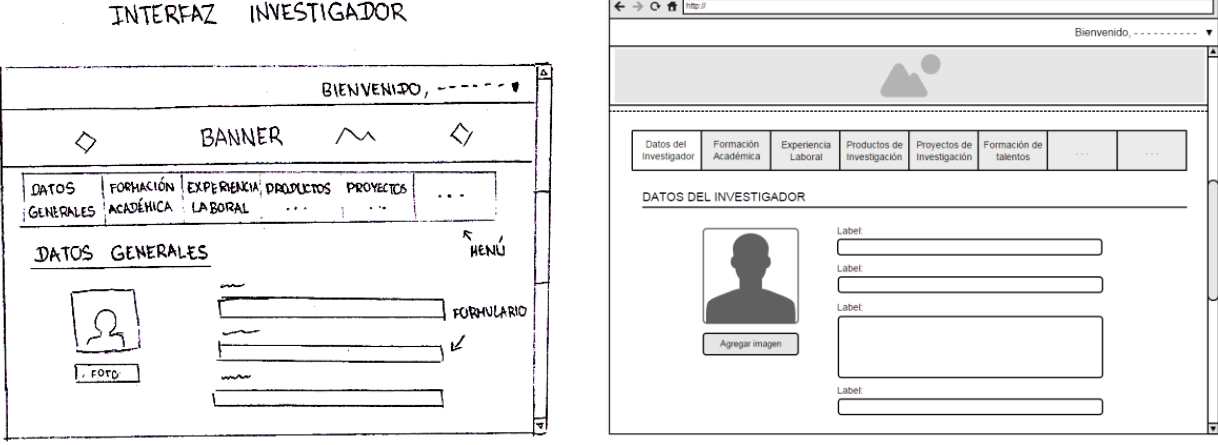 INTERFAZ INVESTIGADOR
BIENVENIDO, ------
BANNER
DATOS GENERALES
FORMACIÓN ACADÉMICA
EXPERIENCIA LABORAL
PRODUCTOS ...
PROYECTOS ...
...
MENÚ
DATOS GENERALES
FORMULARIO
FOTO
http://
Bienvenido, - - - - - - - - - -
Datos del Investigador
Formación Académica
Experiencia Laboral
Productos de Investigación
Proyectos de Investigación
Formación de talentos
...
...
DATOS DEL INVESTIGADOR
Label:
Label:
Label:
Agregar imagen
Label: